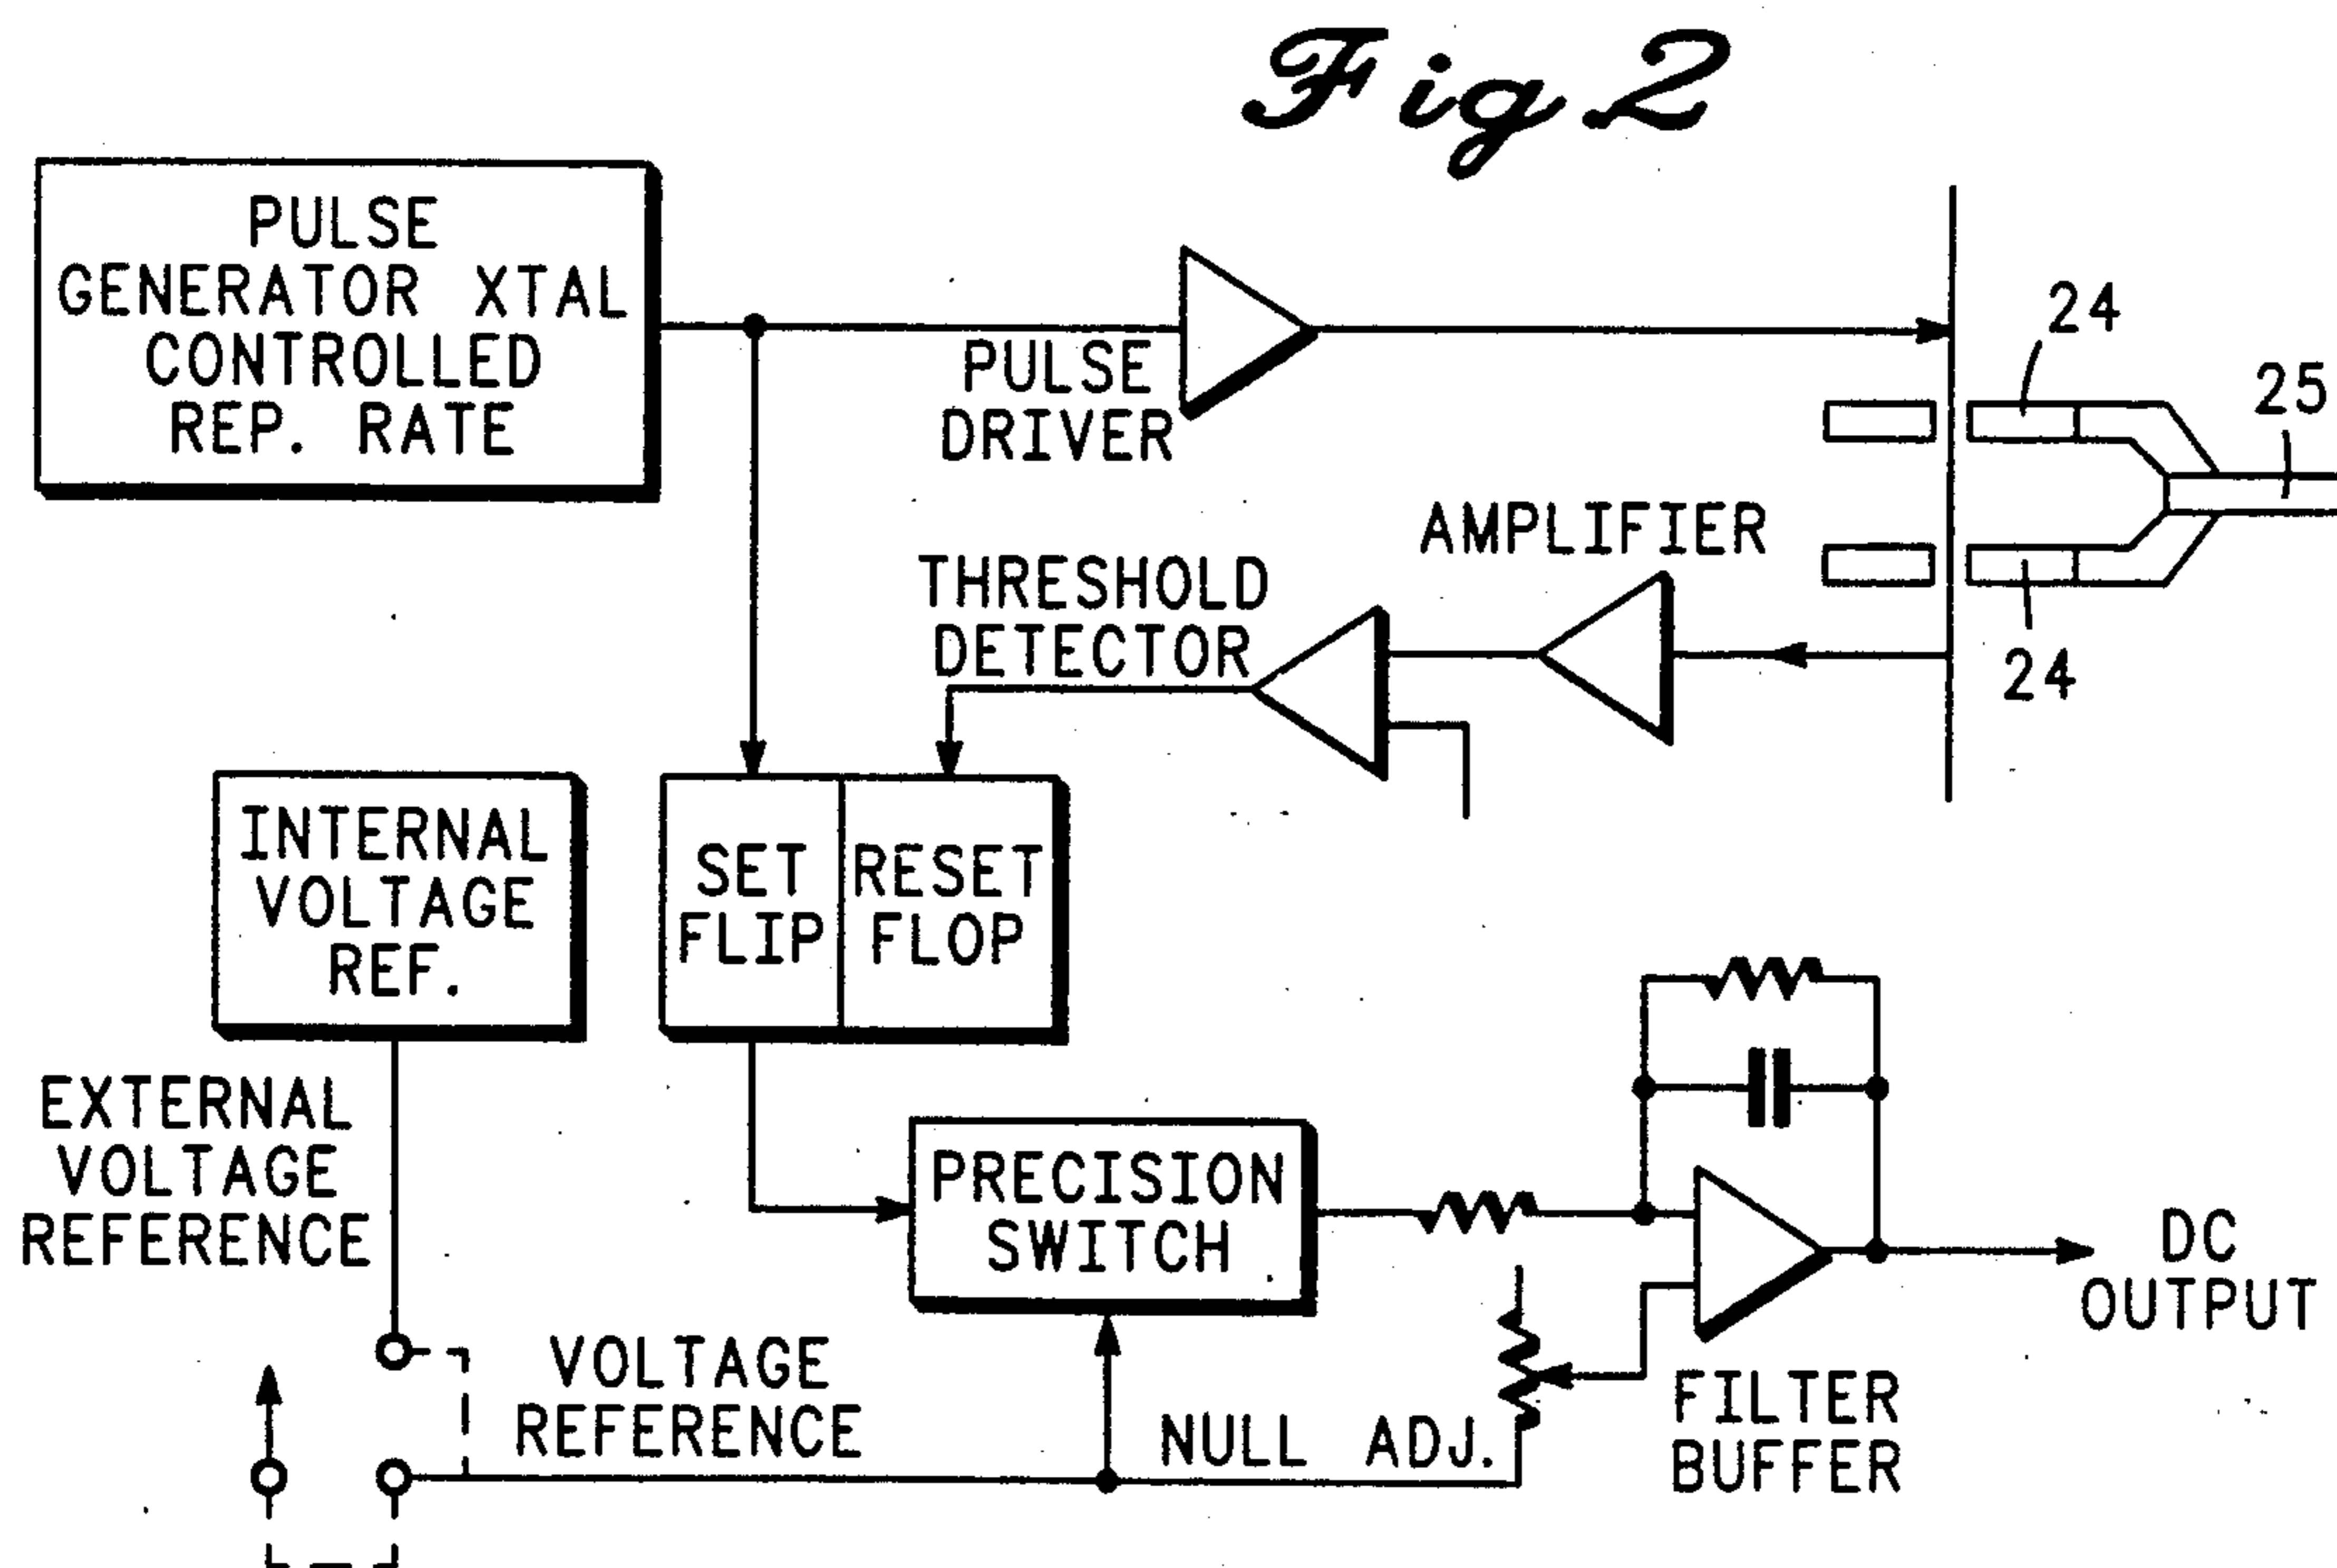 Fig 2
PULSE
GENERATOR XTAL
CONTROLLED
REP. RATE
PULSE
DRIVER
24
25
AMPLIFIER
THRESHOLD
DETECTOR
24
INTERNAL
VOLTAGE
REF.
SET
FLIP
RESET
FLOP
EXTERNAL
VOLTAGE
REFERENCE
PRECISION
SWITCH
DC
OUTPUT
VOLTAGE
REFERENCE
NULL ADJ.
FILTER
BUFFER